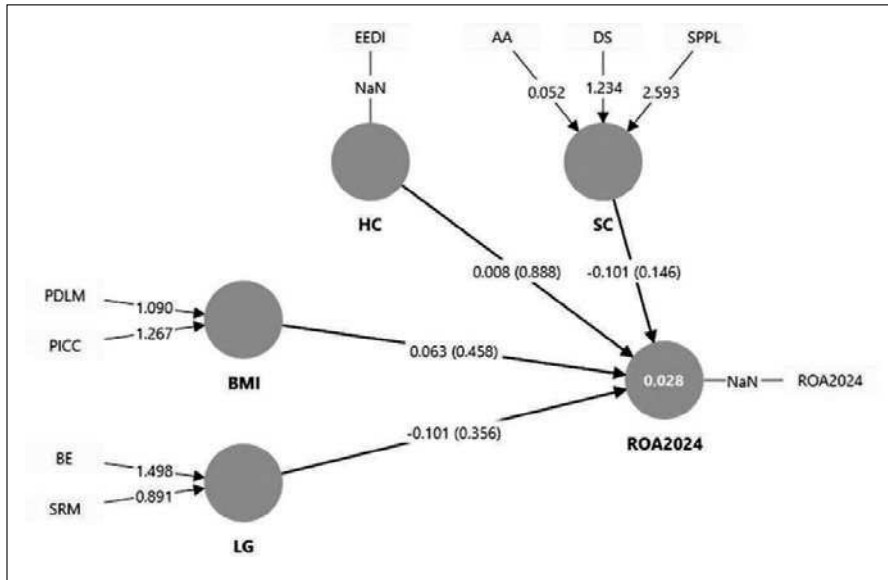 EEDI
AA
DS
SPPL
NaN
0.052
1.234
2.593
HC
SC
0.008 (0.888)
-0.101 (0.146)
PDLM
1.090
PICC
1.267
BMI
0.063 (0.458)
0.028
NaN
ROA2024
ROA2024
-0.101 (0.356)
BE
1.498
SRM
0.891
LG